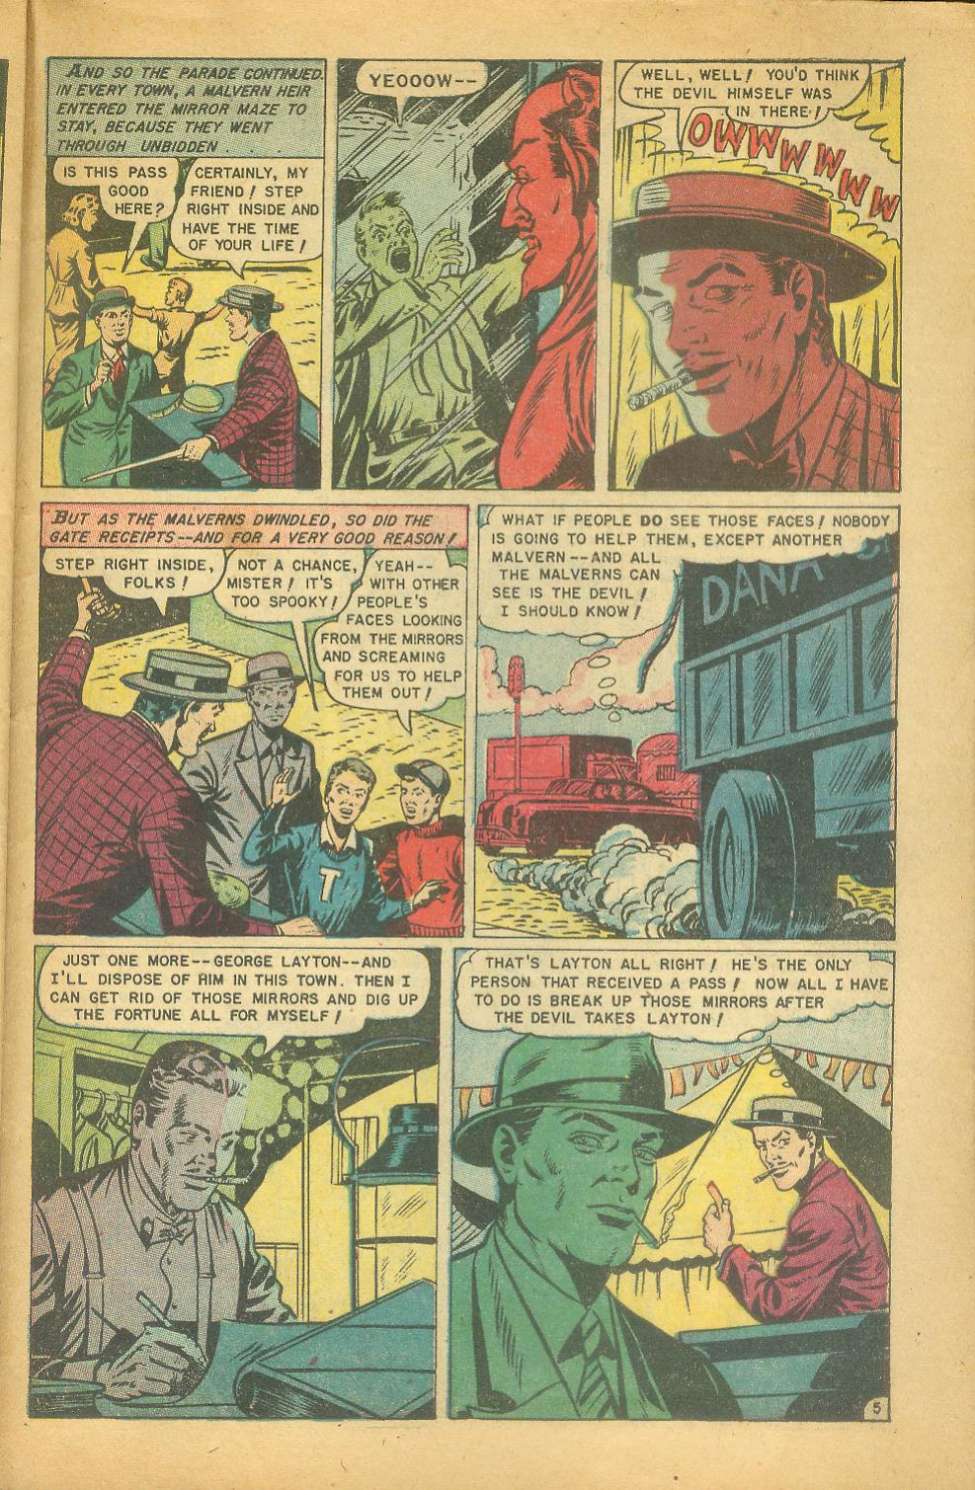 AND SO THE PARADE CONTINUED.
IN EVERY TOWN, A MALVERN HEIR
ENTERED THE MIRROR MAZE TO
STAY, BECAUSE THEY WENT
THROUGH UNBIDDEN . . . . .
IS THIS PASS
GOOD
HERE?
CERTAINLY, MY
FRIEND! STEP
RIGHT INSIDE AND
HAVE THE TIME
OF YOUR LIFE!
YEOOOW--
WELL, WELL! YOU'D THINK
THE DEVIL HIMSELF WAS
IN THERE!
OWWWWWWW
BUT AS THE MALVERNS DWINDLED, SO DID THE
GATE RECEIPTS--AND FOR A VERY GOOD REASON!
STEP RIGHT INSIDE,
FOLKS!
NOT A CHANCE,
MISTER! IT'S
TOO SPOOKY!
YEAH--
WITH OTHER
PEOPLE'S
FACES LOOKING
FROM THE MIRRORS
AND SCREAMING
FOR US TO HELP
THEM OUT!
WHAT IF PEOPLE DO SEE THOSE FACES! NOBODY
IS GOING TO HELP THEM, EXCEPT ANOTHER
MALVERN--AND ALL
THE MALVERNS CAN
SEE IS THE DEVIL!
I SHOULD KNOW!
DANA
T
JUST ONE MORE--GEORGE LAYTON--AND
I'LL DISPOSE OF HIM IN THIS TOWN. THEN I
CAN GET RID OF THOSE MIRRORS AND DIG UP
THE FORTUNE ALL FOR MYSELF!
THAT'S LAYTON ALL RIGHT! HE'S THE ONLY
PERSON THAT RECEIVED A PASS! NOW ALL I HAVE
TO DO IS BREAK UP THOSE MIRRORS AFTER
THE DEVIL TAKES LAYTON!
5